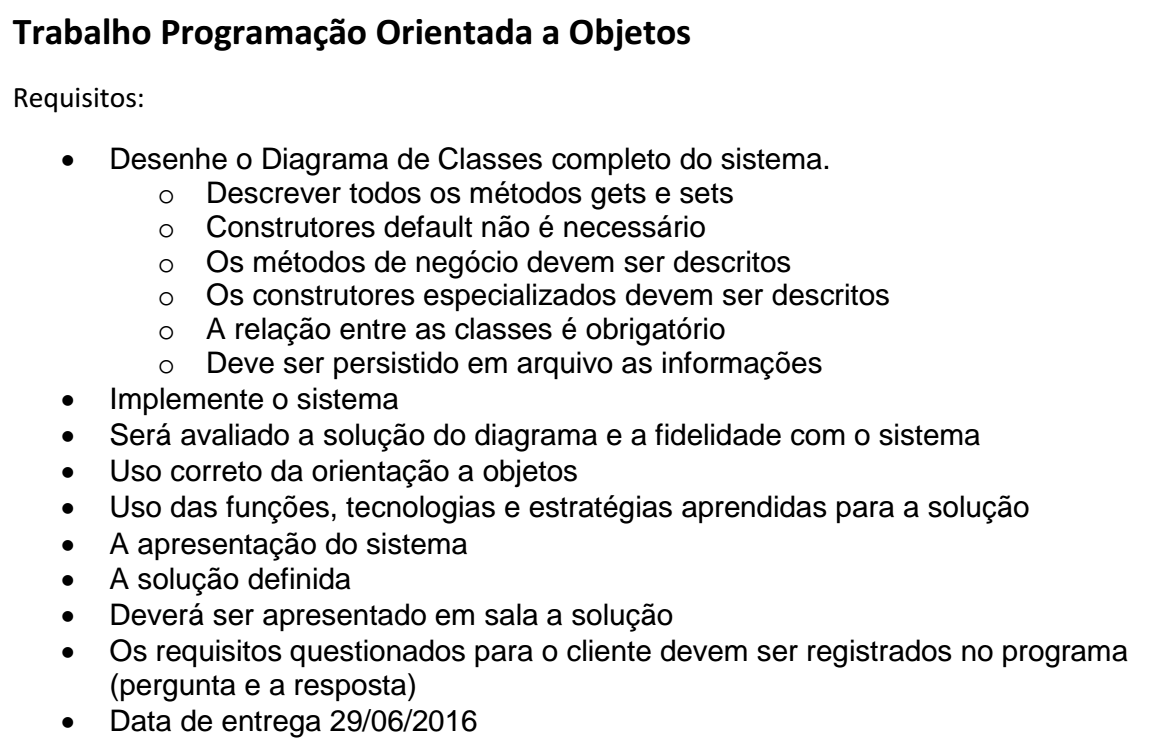 Trabalho Programação Orientada a Objetos
Requisitos:
• Desenhe o Diagrama de Classes completo do sistema.
o Descrever todos os métodos gets e sets
o Construtores default não é necessário
o Os métodos de negócio devem ser descritos
o Os construtores especializados devem ser descritos
o A relação entre as classes é obrigatório
o Deve ser persistido em arquivo as informações
• Implemente o sistema
• Será avaliado a solução do diagrama e a fidelidade com o sistema
• Uso correto da orientação a objetos
• Uso das funções, tecnologias e estratégias aprendidas para a solução
• A apresentação do sistema
• A solução definida
• Deverá ser apresentado em sala a solução
• Os requisitos questionados para o cliente devem ser registrados no programa
(pergunta e a resposta)
• Data de entrega 29/06/2016